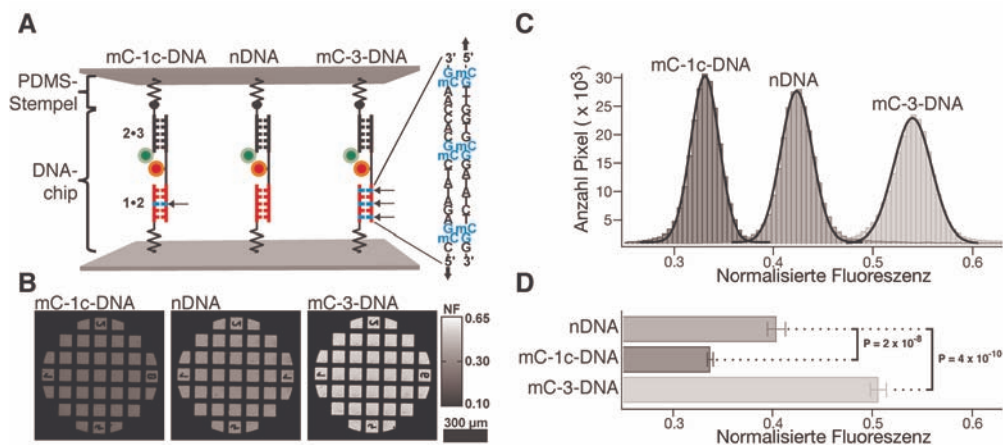 A
mC-1c-DNA nDNA mC-3-DNA
PDMS-
Stempel
DNA-
chip
2•3
1•2
3' 5'
5' 3'
B
mC-1c-DNA nDNA mC-3-DNA
NF
0.65
0.30
0.10
300 µm
C
mC-1c-DNA
nDNA
mC-3-DNA
Anzahl Pixel ( x 10³)
30
25
20
15
10
5
0.3 0.4 0.5 0.6
Normalisierte Fluoreszenz
D
nDNA
mC-1c-DNA
mC-3-DNA
P = 2 x 10⁻⁸
P = 4 x 10⁻¹⁰
0.3 0.4 0.5 0.6
Normalisierte Fluoreszenz